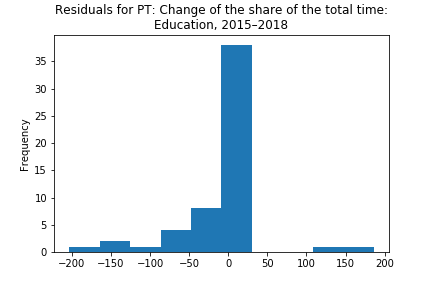 Residuals for PT: Change of the share of the total time:
Education, 2015–2018
Frequency
35
30
25
20
15
10
5
0
−200 −150 −100 −50 0 50 100 150 200